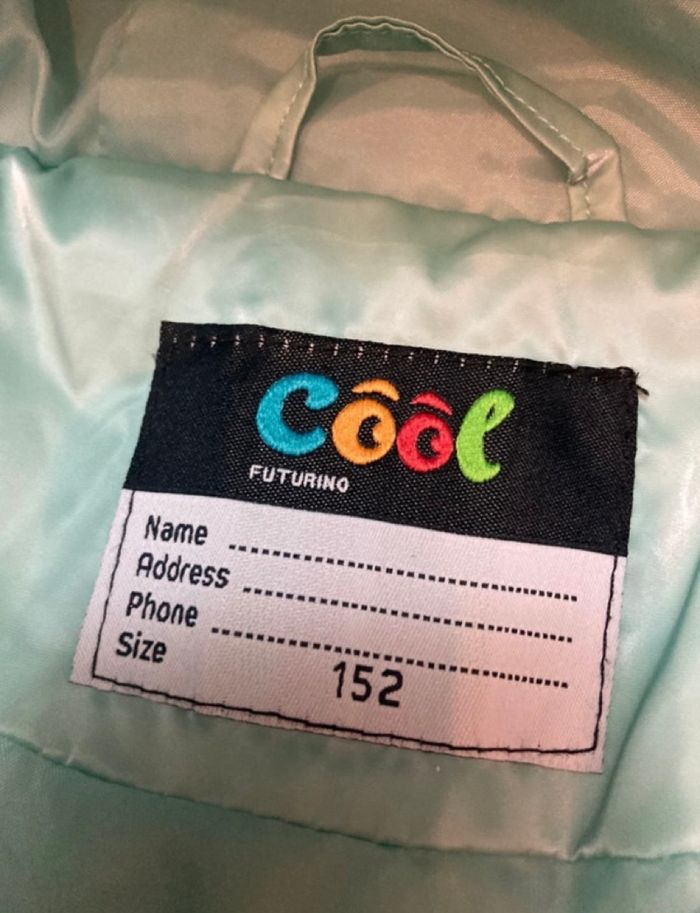 cool
FUTURINO
Name
Address
Phone
Size 152